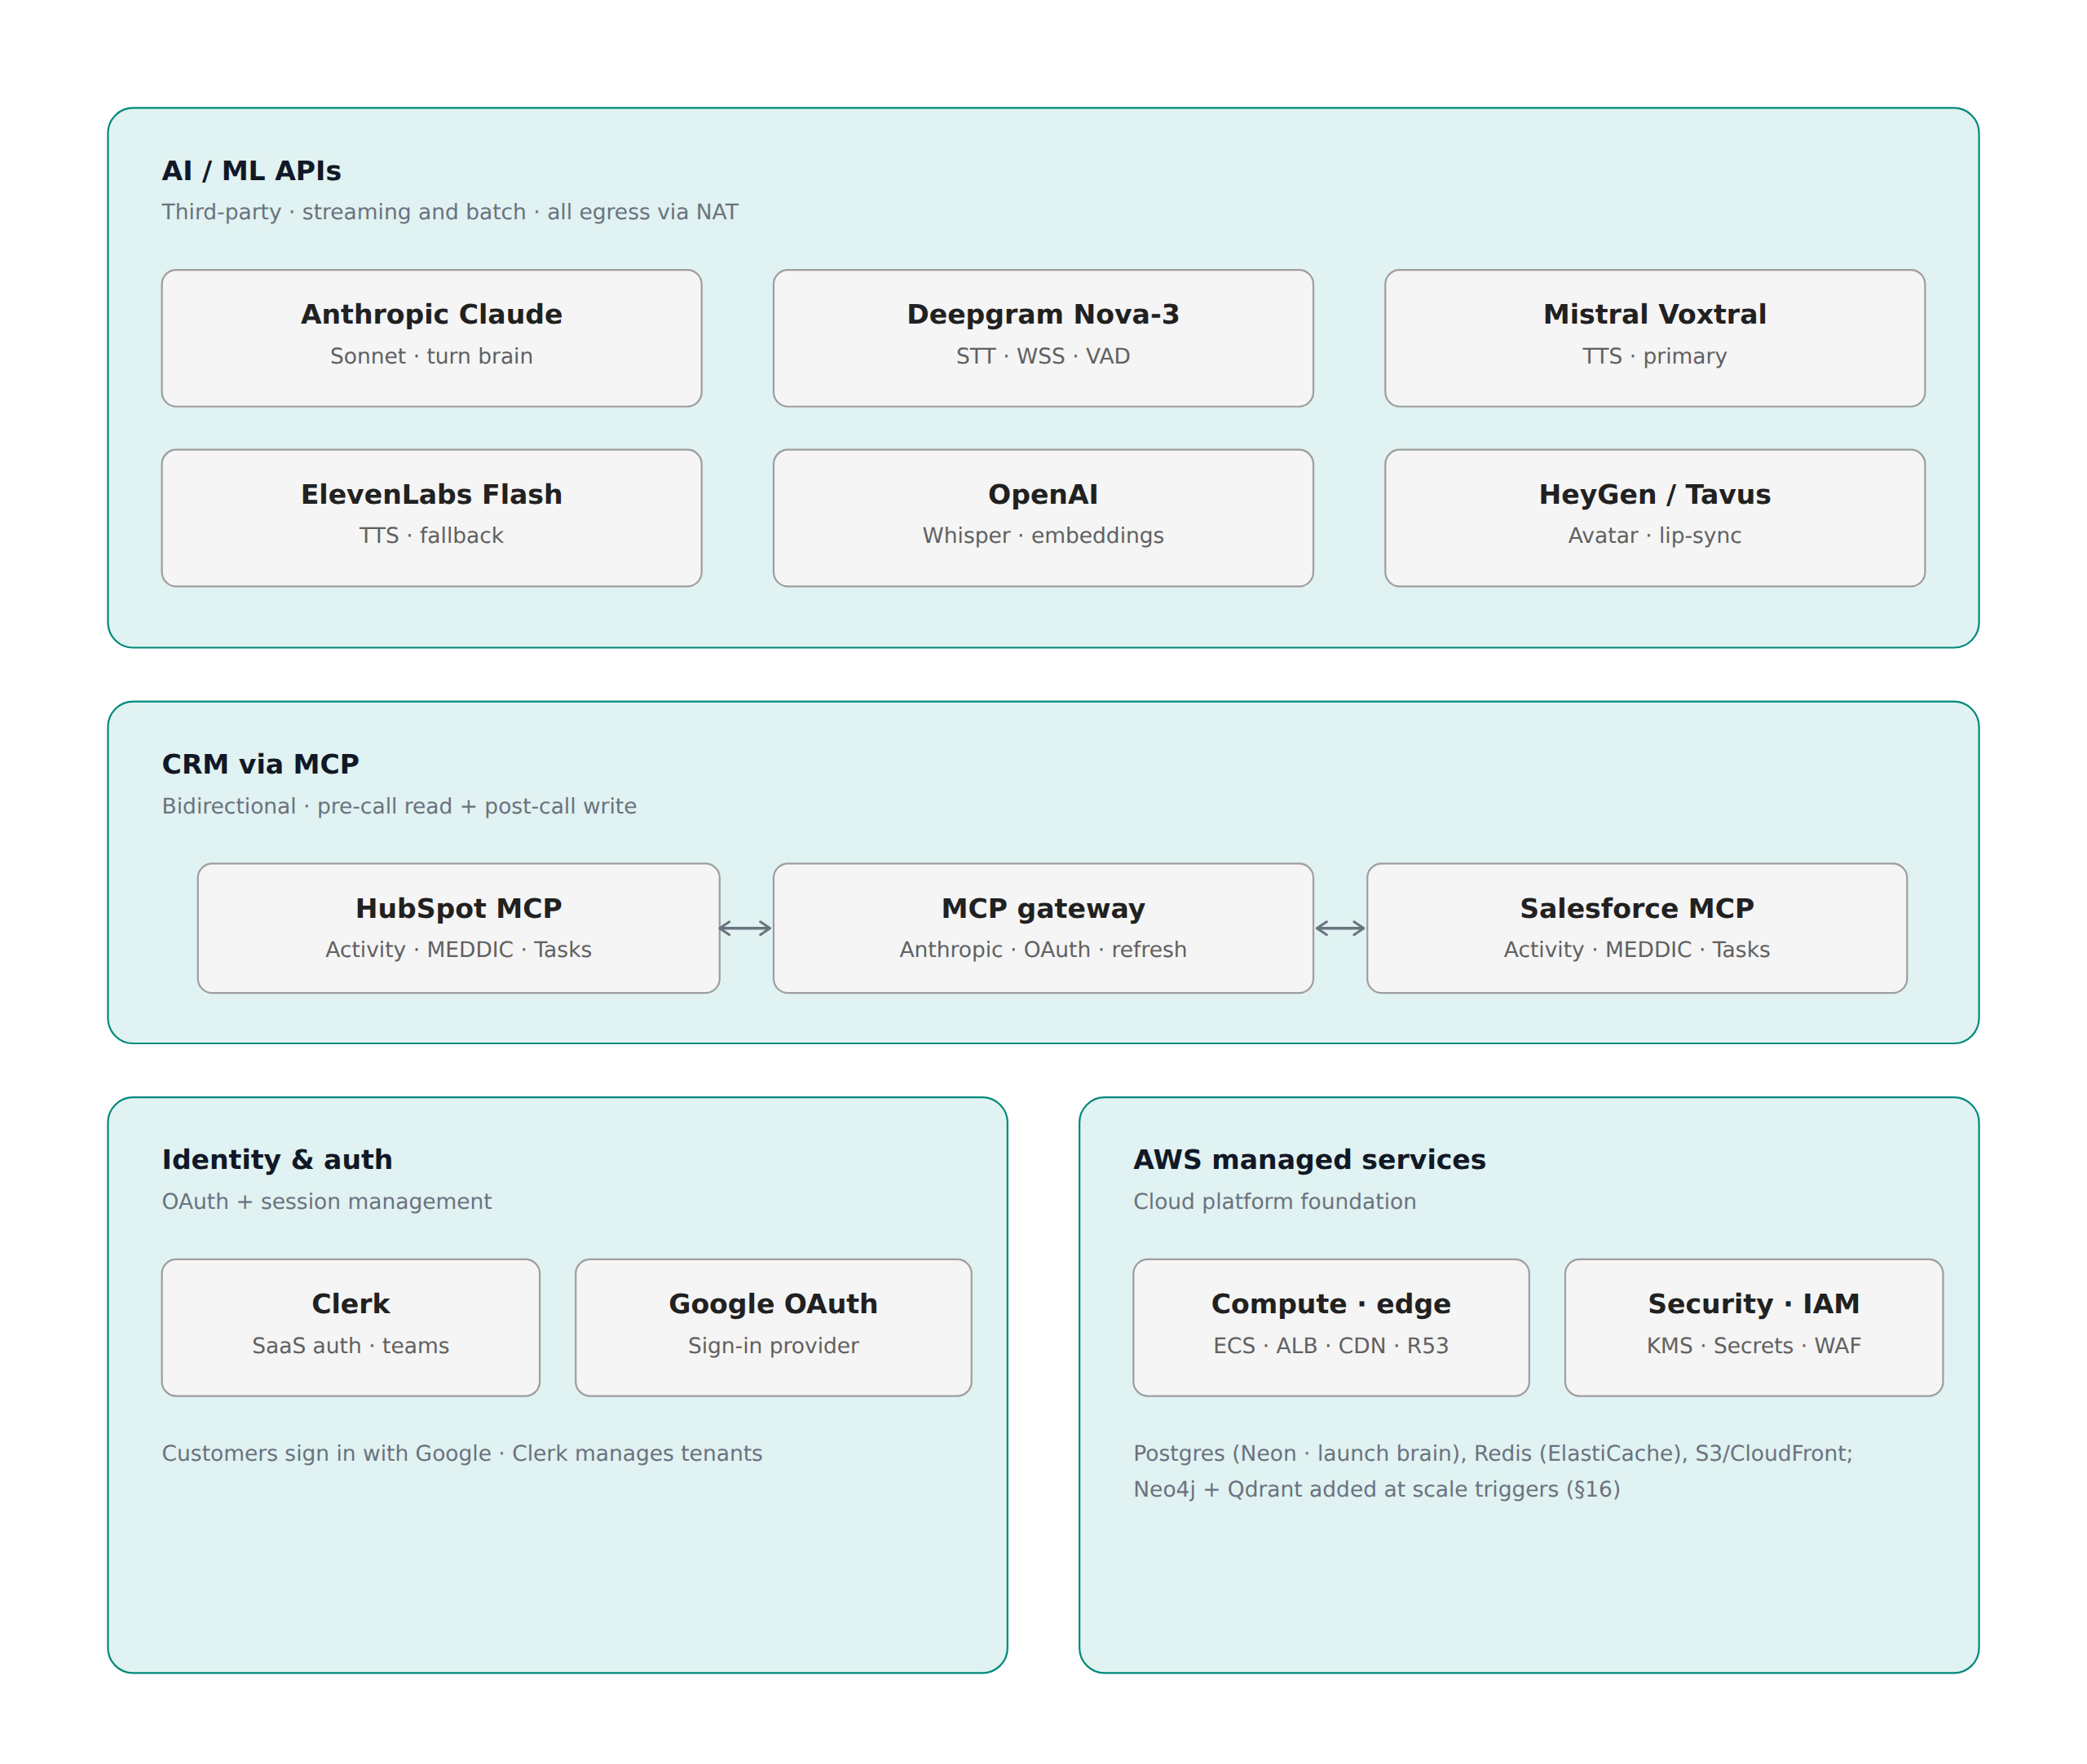 AI / ML APIs
Third-party · streaming and batch · all egress via NAT
Anthropic Claude
Sonnet · turn brain
Deepgram Nova-3
STT · WSS · VAD
Mistral Voxtral
TTS · primary
ElevenLabs Flash
TTS · fallback
OpenAI
Whisper · embeddings
HeyGen / Tavus
Avatar · lip-sync
CRM via MCP
Bidirectional · pre-call read + post-call write
HubSpot MCP
Activity · MEDDIC · Tasks
MCP gateway
Anthropic · OAuth · refresh
Salesforce MCP
Activity · MEDDIC · Tasks
Identity & auth
OAuth + session management
Clerk
SaaS auth · teams
Google OAuth
Sign-in provider
Customers sign in with Google · Clerk manages tenants
AWS managed services
Cloud platform foundation
Compute · edge
ECS · ALB · CDN · R53
Security · IAM
KMS · Secrets · WAF
Postgres (Neon · launch brain), Redis (ElastiCache), S3/CloudFront;
Neo4j + Qdrant added at scale triggers (§16)